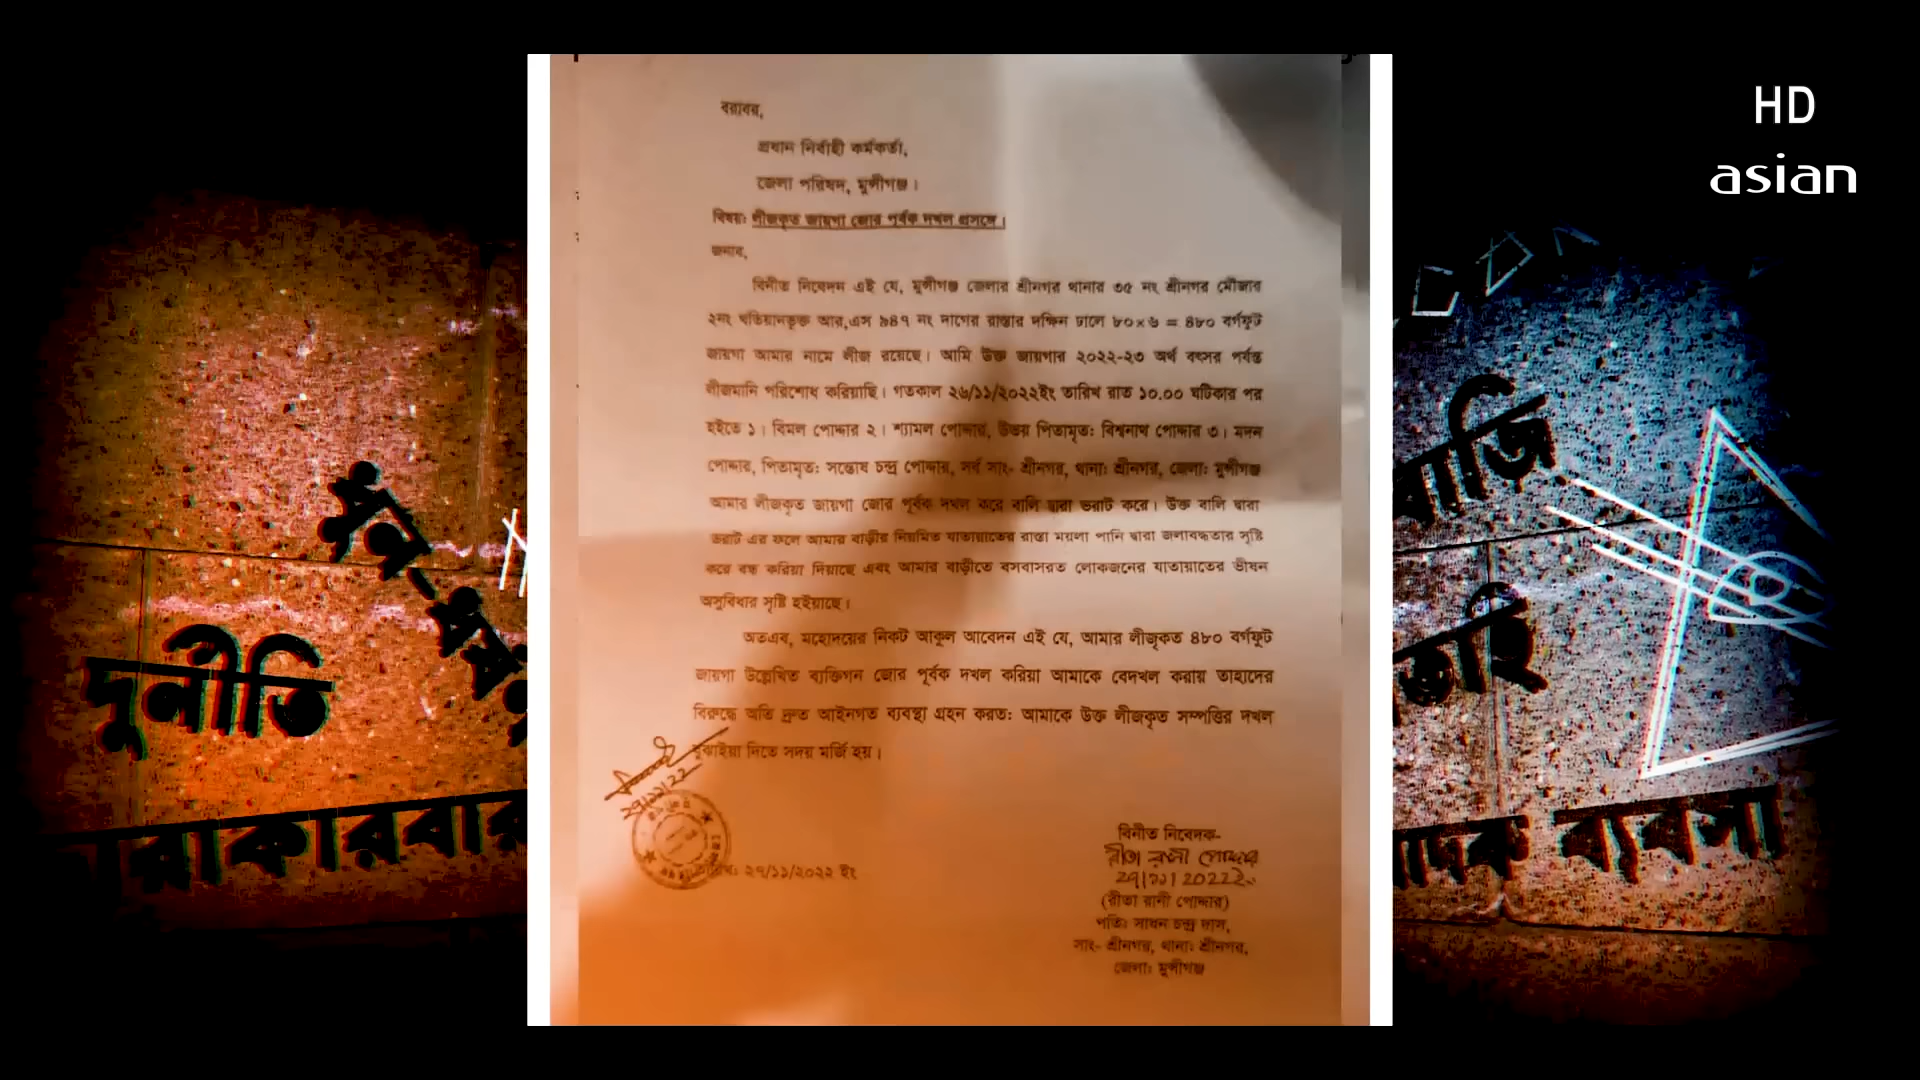 HD
asian
বরাবর,
প্রধান নির্বাহী কর্মকর্তা,
জেলা পরিষদ, মুন্সীগঞ্জ।
বিষয়: লীজকৃত জায়গা জোর পূর্বক দখল প্রসঙ্গে।
জনাব,
বিনীত নিবেদন এই যে, মুন্সীগঞ্জ জেলার শ্রীনগর থানার ৩৫ নং শ্রীনগর মৌজার
২নং খতিয়ানভূক্ত আর,এস ৯৪৭ নং দাগের রাস্তার দক্ষিন ঢালে ৮০×৬ = ৪৮০ বর্গফুট
জায়গা আমার নামে লীজ রয়েছে। আমি উক্ত জায়গার ২০২২-২৩ অর্থ বৎসর পর্যন্ত
লীজমানি পরিশোধ করিয়াছি। গতকাল ২৬/১১/২০২২ইং তারিখ রাত ১০.০০ ঘটিকার পর
হইতে ১। বিমল পোদ্দার ২। শ্যামল পোদ্দার, উভয় পিতামৃত: বিশ্বনাথ পোদ্দার ৩। মদন
পোদ্দার, পিতামৃত: সন্তোষ চন্দ্র পোদ্দার, সর্ব সাং- শ্রীনগর, থানা: শ্রীনগর, জেলা: মুন্সীগঞ্জ
আমার লীজকৃত জায়গা জোর পূর্বক দখল করে বালি দ্বারা ভরাট করে। উক্ত বালি দ্বারা
ভরাট এর ফলে আমার বাড়ীর নিয়মিত যাতায়াতের রাস্তা ময়লা পানি দ্বারা জলাবদ্ধতার সৃষ্টি
করে বন্ধ করিয়া দিয়াছে এবং আমার বাড়ীতে বসবাসরত লোকজনের যাতায়াতের ভীষন
অসুবিধার সৃষ্টি হইয়াছে।
অতএব, মহোদয়ের নিকট আকুল আবেদন এই যে, আমার লীজকৃত ৪৮০ বর্গফুট
জায়গা উল্লেখিত ব্যক্তিগন জোর পূর্বক দখল করিয়া আমাকে বেদখল করায় তাহাদের
বিরুদ্ধে অতি দ্রুত আইনগত ব্যবস্থা গ্রহন করত: আমাকে উক্ত লীজকৃত সম্পত্তির দখল
বুঝাইয়া দিতে সদয় মর্জি হয়।
২৭/১১/২২
২৭/১১/২০২২ ইং
বিনীত নিবেদক-
রীতা রানী পোদ্দার
২৭/১১/২০২২ইং
(রীতা রানী পোদ্দার)
পতি: সাধন চন্দ্র দাস,
সাং- শ্রীনগর, থানা: শ্রীনগর,
জেলা: মুন্সীগঞ্জ
দুর্নীতি
ব্যবসা